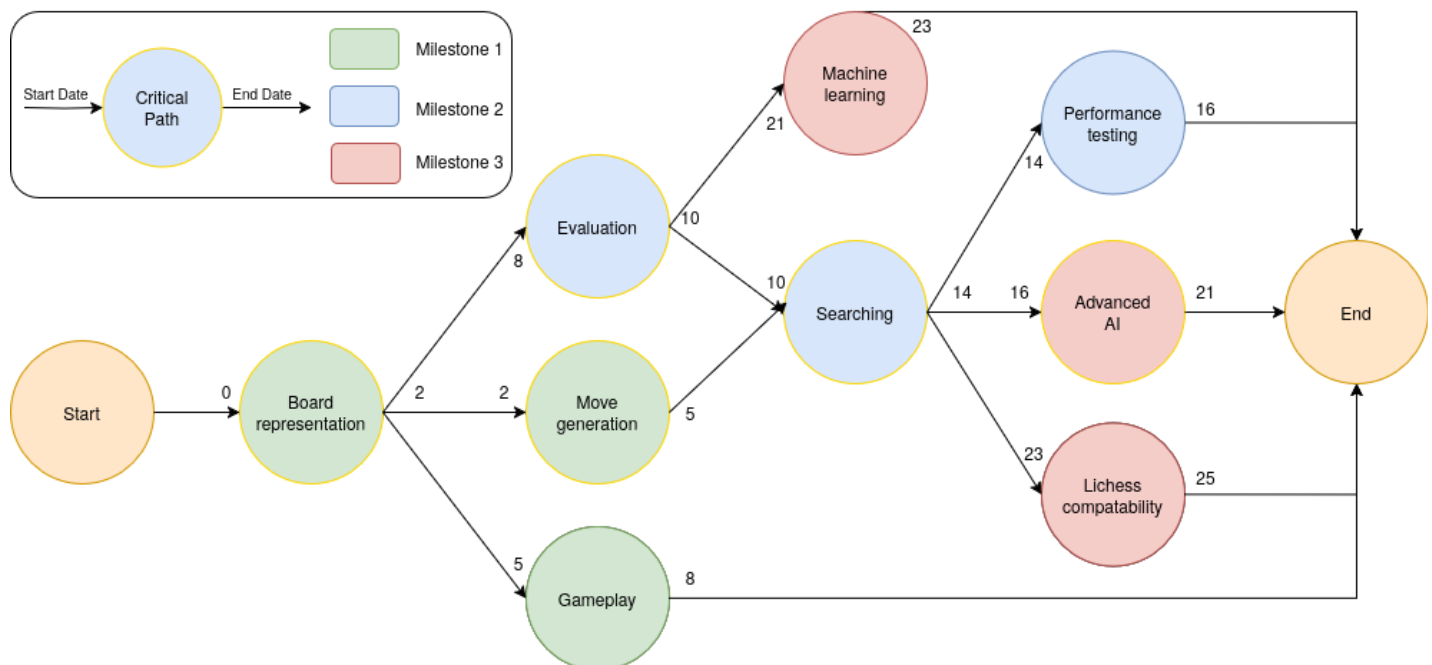 Start Date
Critical
Path
End Date
Milestone 1
Milestone 2
Milestone 3
Start
0
Board
representation
8
2
2
5
Evaluation
10
Move
generation
5
Gameplay
8
21
Machine
learning
23
10
Searching
14
14
16
23
Performance
testing
16
Advanced
AI
21
Lichess
compatability
25
End